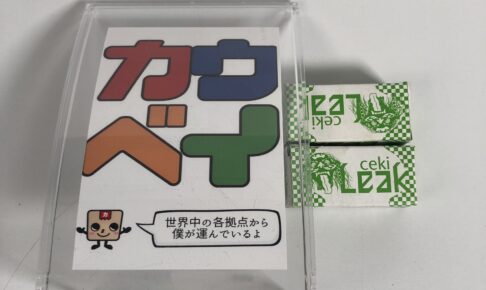 カウ
ベイ
カ
世界中の各拠点から
僕が運んでいるよ
ceki
Leak
ceki
Leak